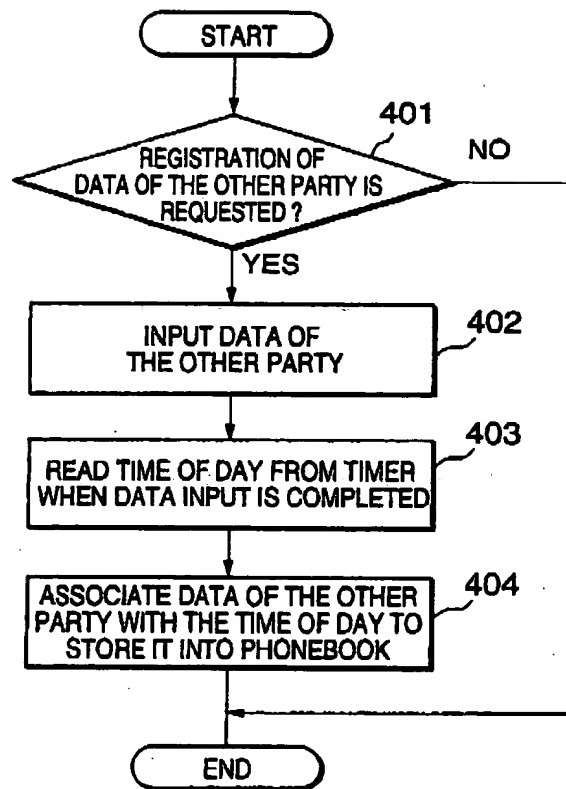 START
401
NO
REGISTRATION OF
DATA OF THE OTHER PARTY IS
REQUESTED ?
YES
402
INPUT DATA OF
THE OTHER PARTY
403
READ TIME OF DAY FROM TIMER
WHEN DATA INPUT IS COMPLETED
404
ASSOCIATE DATA OF THE OTHER
PARTY WITH THE TIME OF DAY TO
STORE IT INTO PHONEBOOK
END